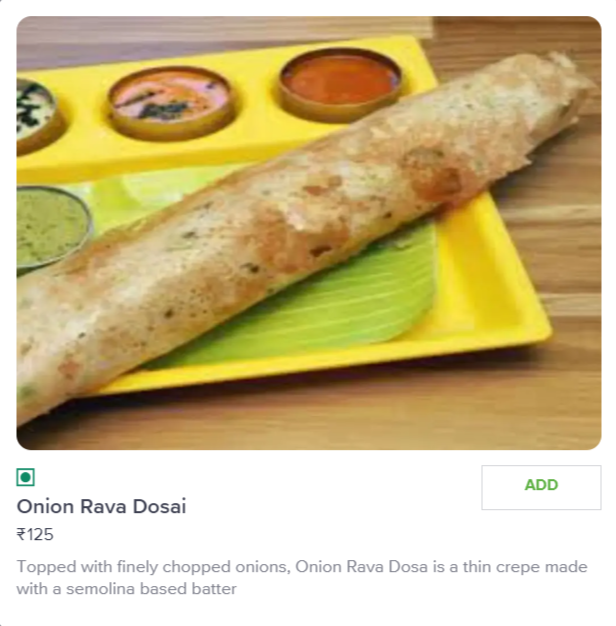 ADD
Onion Rava Dosai
₹125
Topped with finely chopped onions, Onion Rava Dosa is a thin crepe made
with a semolina based batter